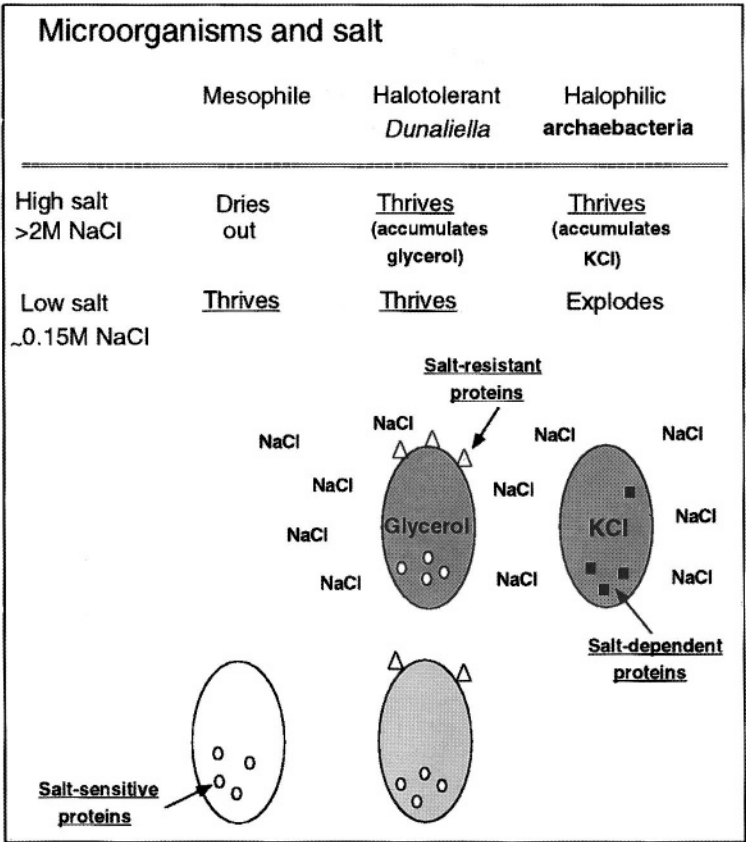 Microorganisms and salt
Mesophile Halotolerant Halophilic
Dunaliella archaebacteria
High salt Dries Thrives Thrives
>2M NaCl out (accumulates (accumulates
glycerol) KCl)
Low salt Thrives Thrives Explodes
~0.15M NaCl
Salt-resistant
proteins
NaCl NaCl NaCl NaCl
NaCl NaCl
Glycerol KCl NaCl
NaCl
NaCl NaCl NaCl
Salt-dependent
proteins
Salt-sensitive
proteins